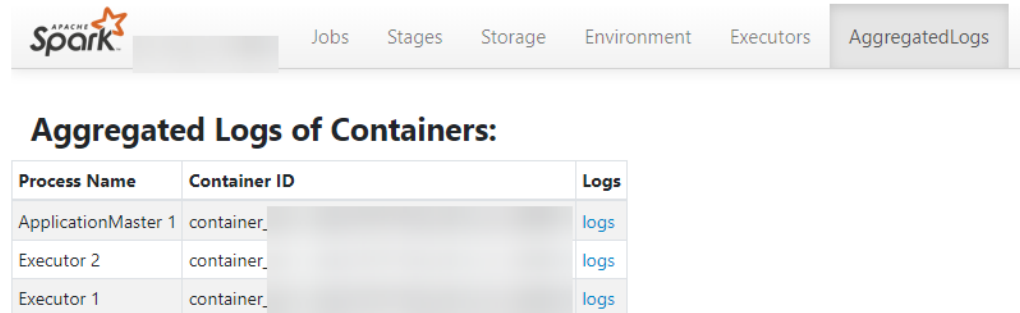 APACHE
Spark Jobs Stages Storage Environment Executors AggregatedLogs
Aggregated Logs of Containers:
Process Name Container ID Logs
ApplicationMaster 1 container_ logs
Executor 2 container_ logs
Executor 1 container_ logs